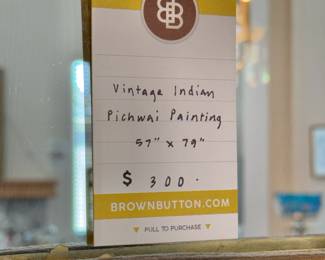 BB
Vintage Indian
Pichwai Painting
57" x 79"
$ 300.
BROWNBUTTON.COM
▼ PULL TO PURCHASE ▼